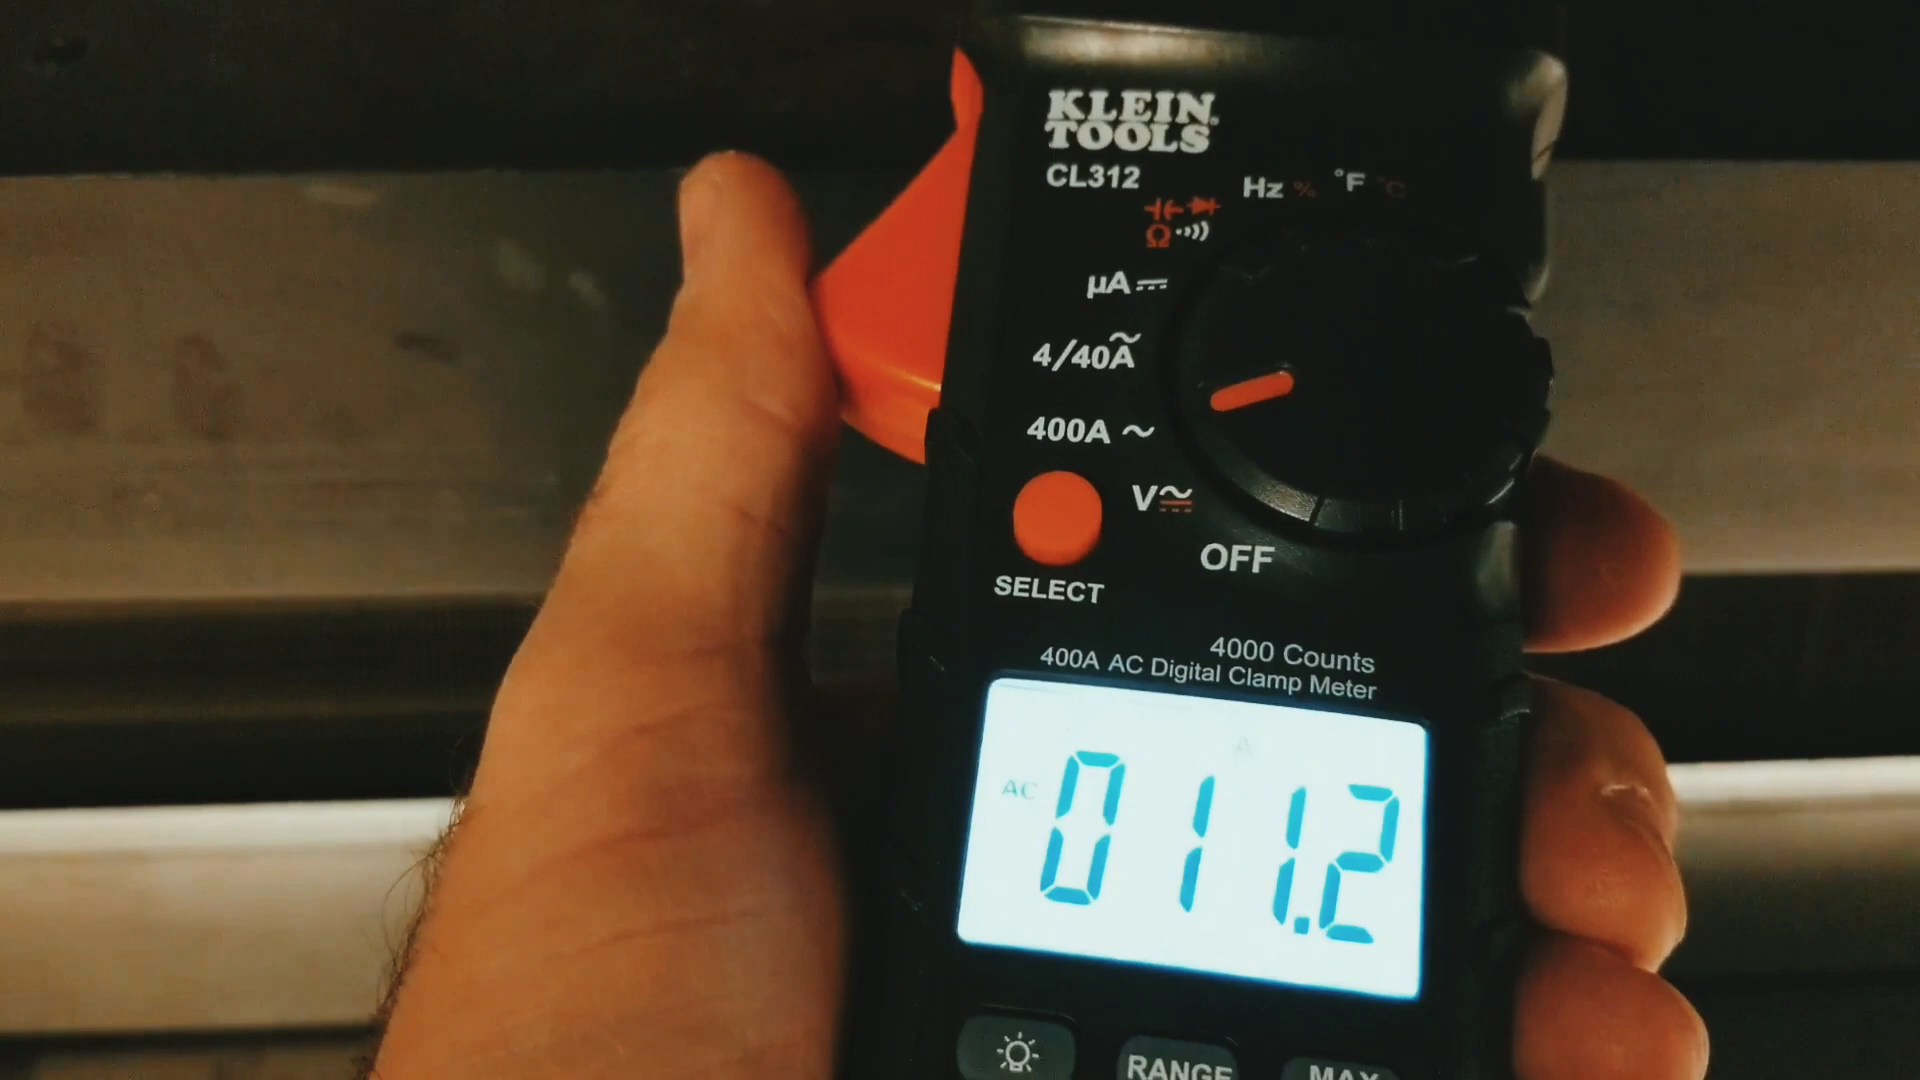 KLEIN
TOOLS
CL312
Hz % °F °C
Ω
µA
4/40A
400A
V
OFF
SELECT
4000 Counts
400A AC Digital Clamp Meter
A
AC 011.2
RANGE
MAX